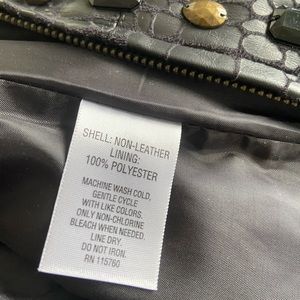 SHELL: NON-LEATHER
LINING:
100% POLYESTER
MACHINE WASH COLD,
GENTLE CYCLE
WITH LIKE COLORS.
ONLY NON-CHLORINE
BLEACH WHEN NEEDED.
LINE DRY.
DO NOT IRON.
RN 115760